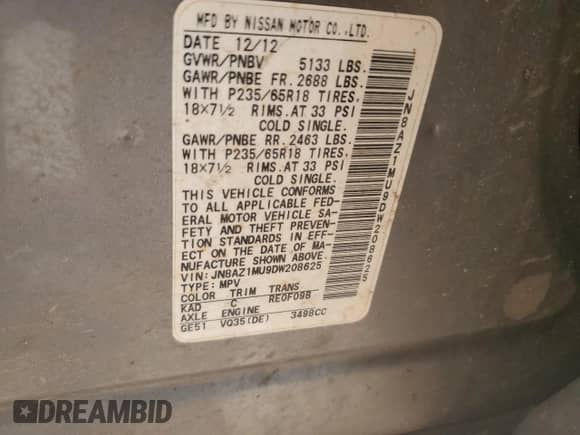 MFD BY NISSAN MOTOR CO.,LTD.
DATE 12/12
GVWR/PNBV 5133 LBS.
GAWR/PNBE FR. 2688 LBS.
WITH P235/65R18 TIRES,
18X7½ RIMS.AT 33 PSI
COLD SINGLE.
GAWR/PNBE RR. 2463 LBS.
WITH P235/65R18 TIRES,
18X7½ RIMS.AT 33 PSI
COLD SINGLE.
THIS VEHICLE CONFORMS
TO ALL APPLICABLE FED-
ERAL MOTOR VEHICLE SA-
FETY AND THEFT PREVEN-
TION STANDARDS IN EFF-
ECT ON THE DATE OF MA-
NUFACTURE SHOWN ABOVE.
VIN: JN8AZ1MU9DW208625
TYPE: MPV
COLOR TRIM TRANS
KAD C RE0F09B
AXLE ENGINE
GE51 VQ35(DE) 3498CC
JN8AZ1MU9DW208625
DREAMBID